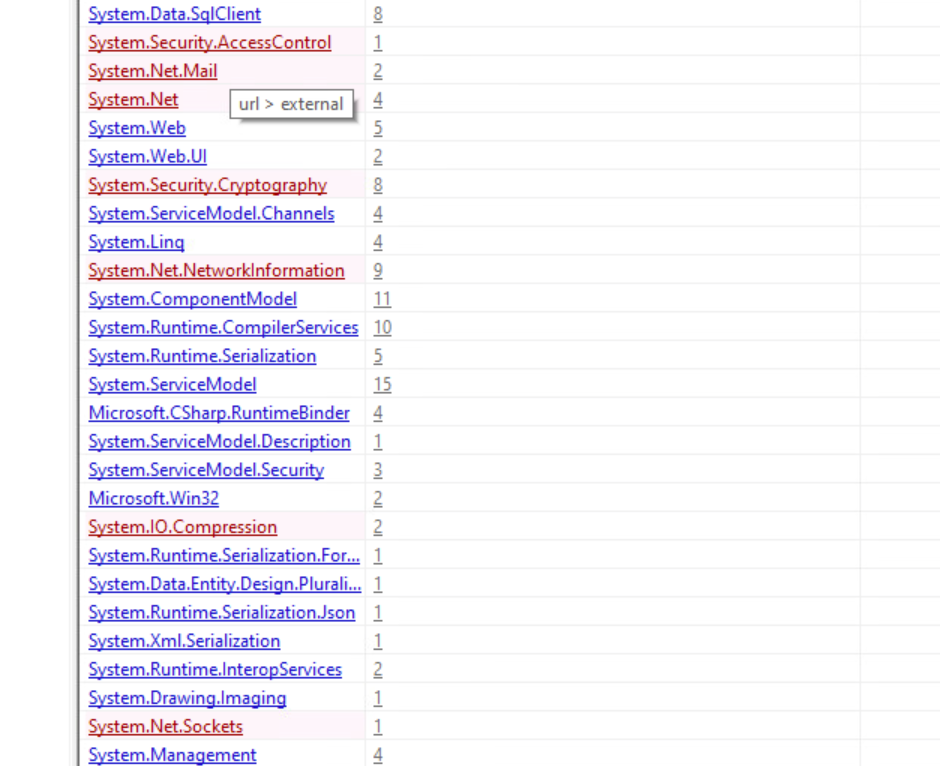 System.Data.SqlClient 8
System.Security.AccessControl 1
System.Net.Mail 2
System.Net 4
url > external
System.Web 5
System.Web.UI 2
System.Security.Cryptography 8
System.ServiceModel.Channels 4
System.Linq 4
System.Net.NetworkInformation 9
System.ComponentModel 11
System.Runtime.CompilerServices 10
System.Runtime.Serialization 5
System.ServiceModel 15
Microsoft.CSharp.RuntimeBinder 4
System.ServiceModel.Description 1
System.ServiceModel.Security 3
Microsoft.Win32 2
System.IO.Compression 2
System.Runtime.Serialization.For... 1
System.Data.Entity.Design.Plurali... 1
System.Runtime.Serialization.Json 1
System.Xml.Serialization 1
System.Runtime.InteropServices 2
System.Drawing.Imaging 1
System.Net.Sockets 1
System.Management 4